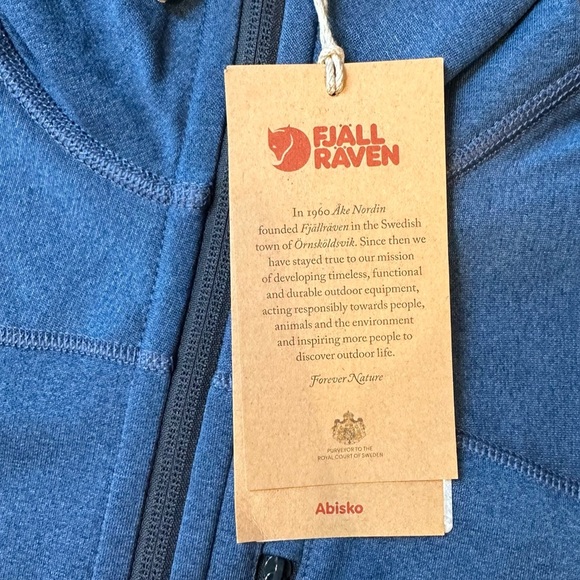 FJÄLL
RÄVEN
In 1960 Åke Nordin
founded Fjällräven in the Swedish
town of Örnsköldsvik. Since then we
have stayed true to our mission
of developing timeless, functional
and durable outdoor equipment,
acting responsibly towards people,
animals and the environment
and inspiring more people to
discover outdoor life.
Forever Nature
PURVEYOR TO THE
ROYAL COURT OF SWEDEN
Abisko